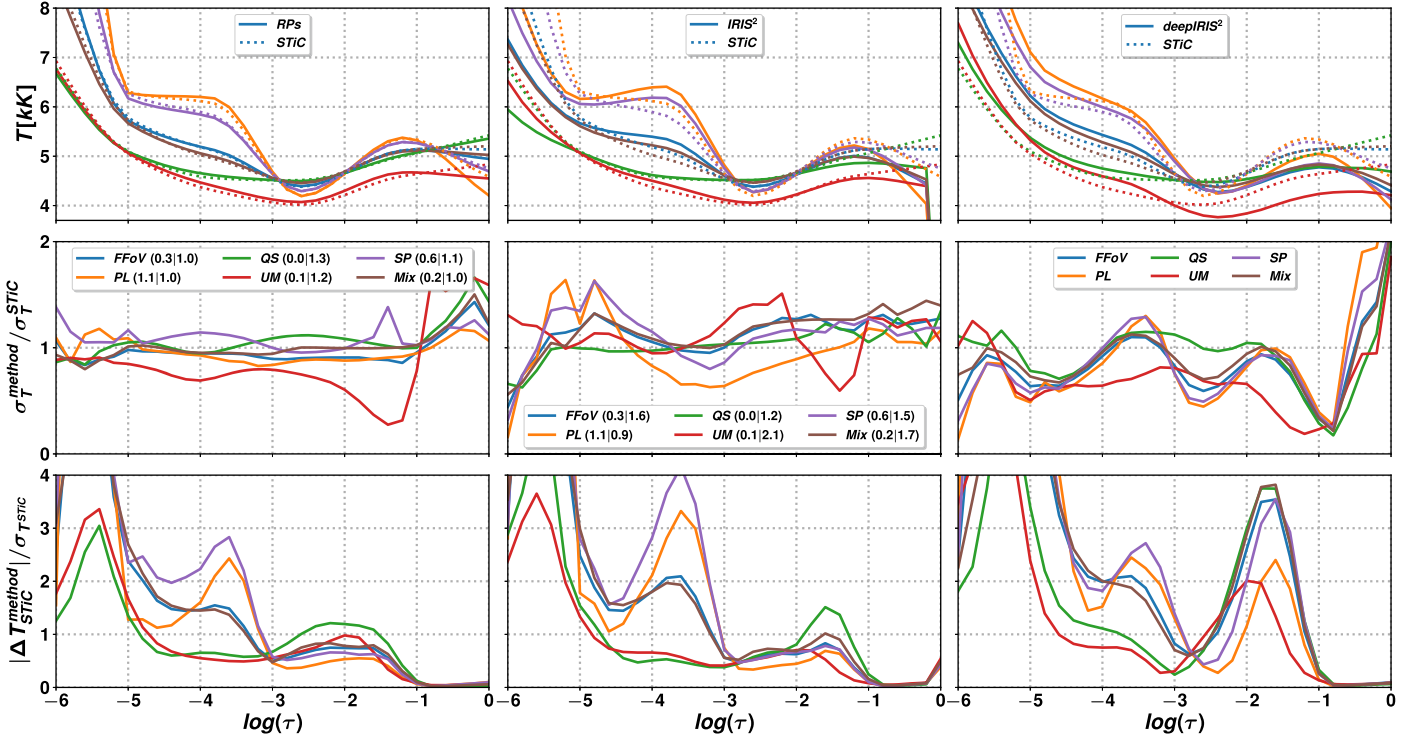 8
7
6
5
4
T[kK]
RPs
STiC
IRIS²
STiC
deepIRIS²
STiC
2
1
0
σ_T^method / σ_T^STiC
FFoV (0.3|1.0)
QS (0.0|1.3)
SP (0.6|1.1)
PL (1.1|1.0)
UM (0.1|1.2)
Mix (0.2|1.0)
FFoV (0.3|1.6)
QS (0.0|1.2)
SP (0.6|1.5)
PL (1.1|0.9)
UM (0.1|2.1)
Mix (0.2|1.7)
FFoV
QS
SP
PL
UM
Mix
4
3
2
1
0
|ΔT_STiC^method| / σ_T^STiC
−6 −5 −4 −3 −2 −1 0
−6 −5 −4 −3 −2 −1 0
−6 −5 −4 −3 −2 −1 0
log(τ)
log(τ)
log(τ)